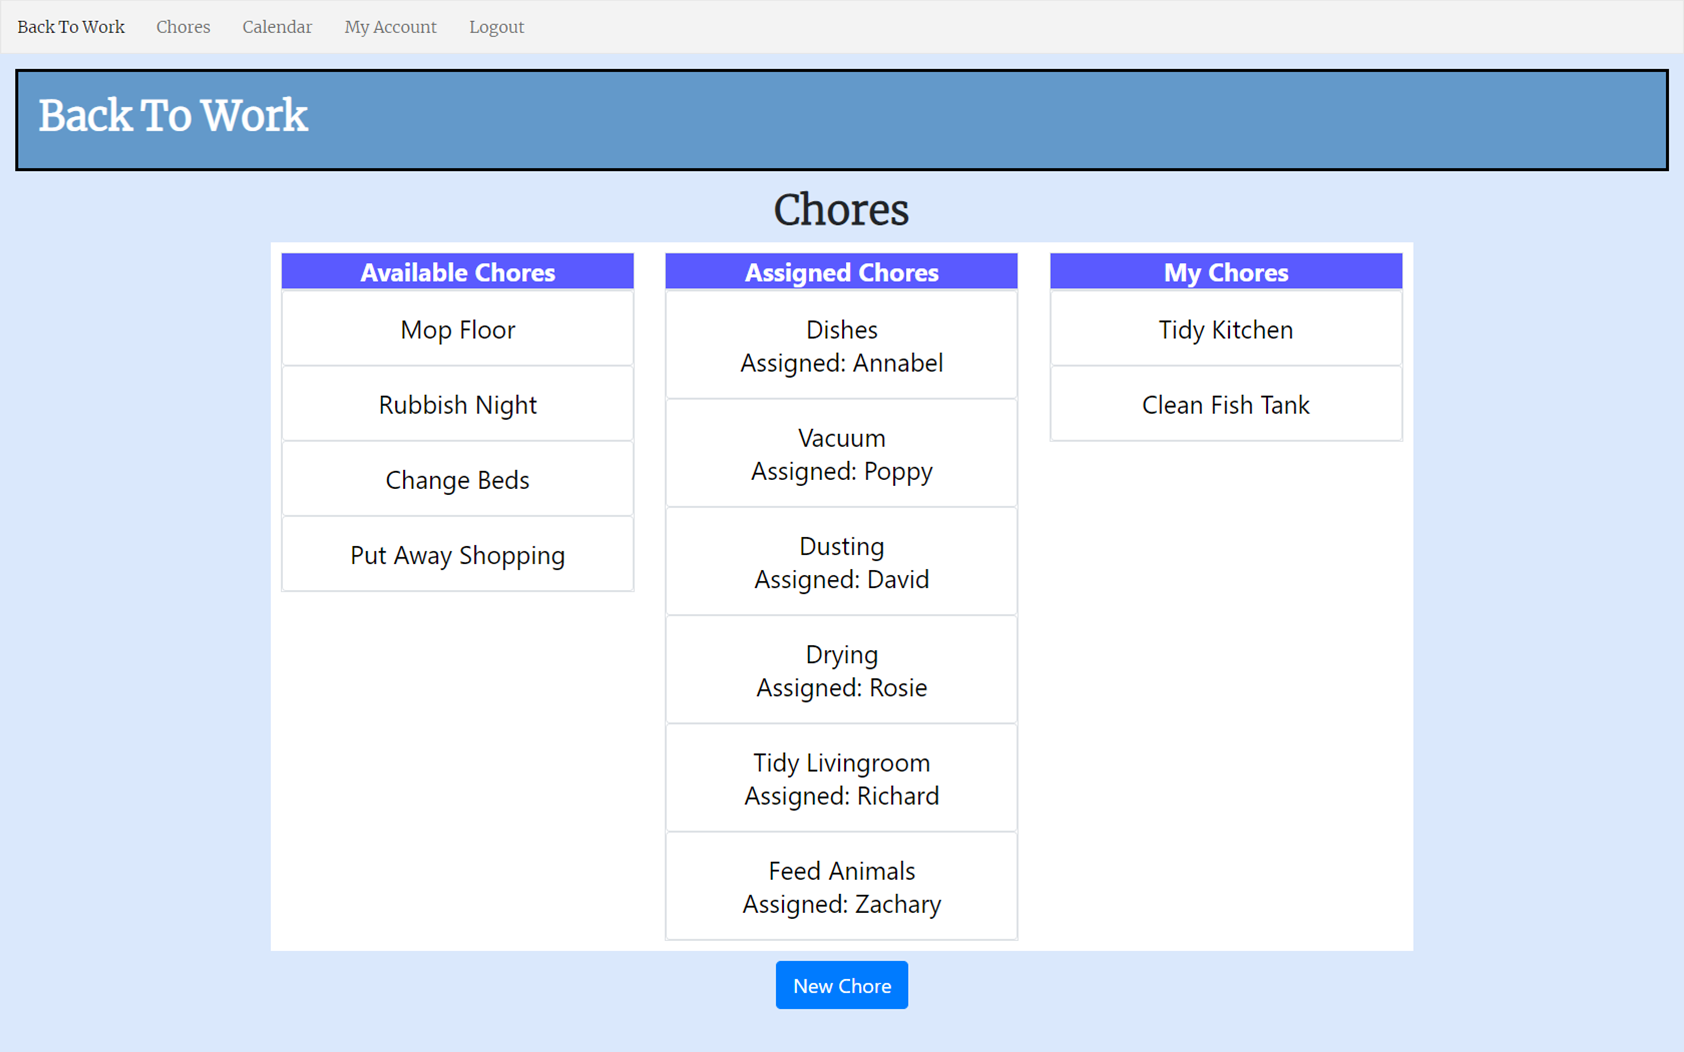 Back To Work
Chores
Calendar
My Account
Logout
Back To Work
Chores
Available Chores
Mop Floor
Rubbish Night
Change Beds
Put Away Shopping
Assigned Chores
Dishes
Assigned: Annabel
Vacuum
Assigned: Poppy
Dusting
Assigned: David
Drying
Assigned: Rosie
Tidy Livingroom
Assigned: Richard
Feed Animals
Assigned: Zachary
My Chores
Tidy Kitchen
Clean Fish Tank
New Chore